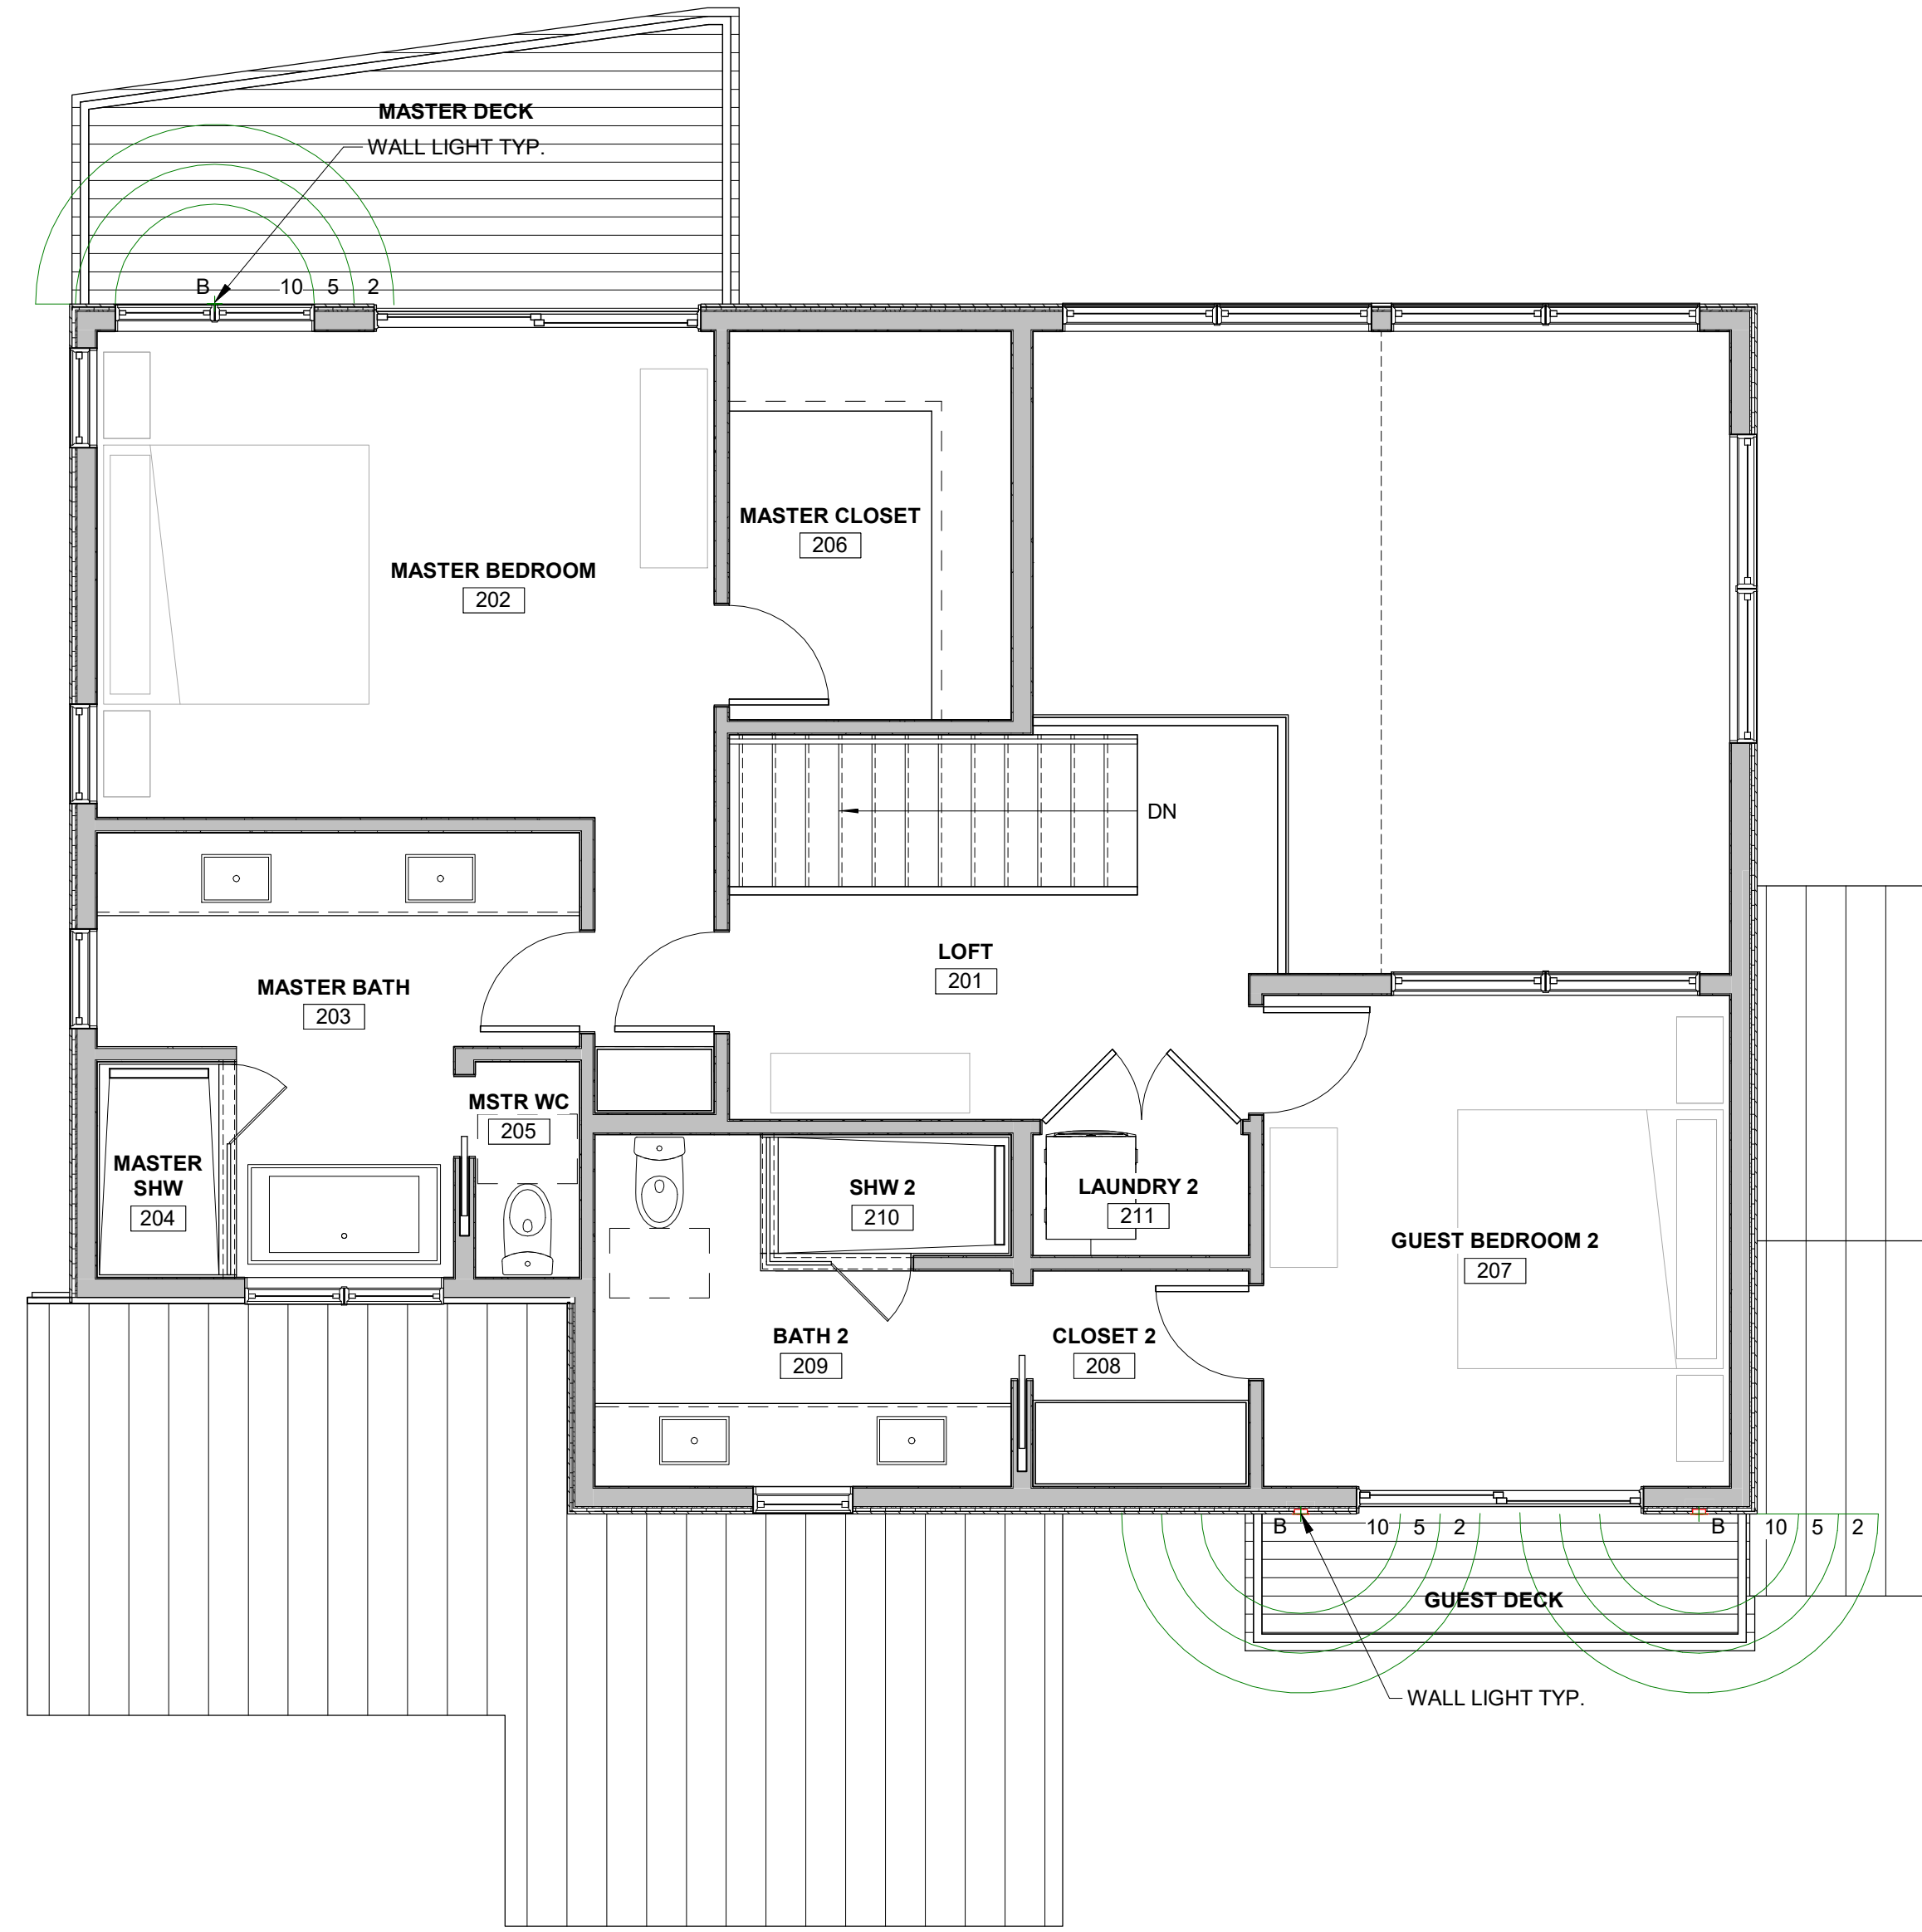 MASTER DECK
WALL LIGHT TYP.
B 10 5 2
MASTER CLOSET
206
MASTER BEDROOM
202
DN
LOFT
201
MASTER BATH
203
MSTR WC
205
MASTER
SHW
204
SHW 2
210
LAUNDRY 2
211
GUEST BEDROOM 2
207
BATH 2
209
CLOSET 2
208
B 10 5 2 B 10 5 2
GUEST DECK
WALL LIGHT TYP.